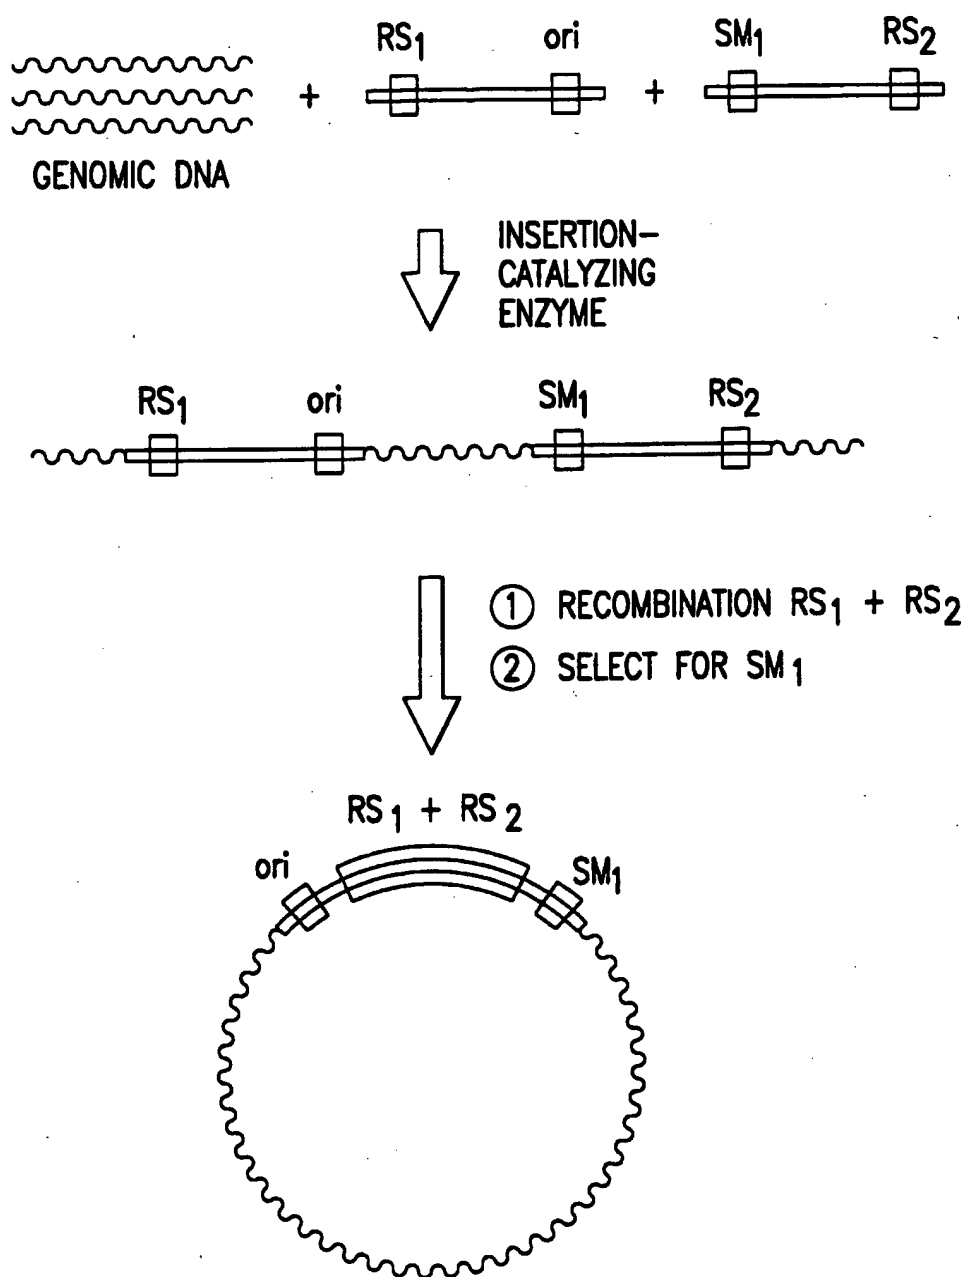 RS1 ori SM1 RS2
+ +
GENOMIC DNA
INSERTION–
CATALYZING
ENZYME
RS1 ori SM1 RS2
1 RECOMBINATION RS1 + RS2
2 SELECT FOR SM1
RS1 + RS2
ori SM1